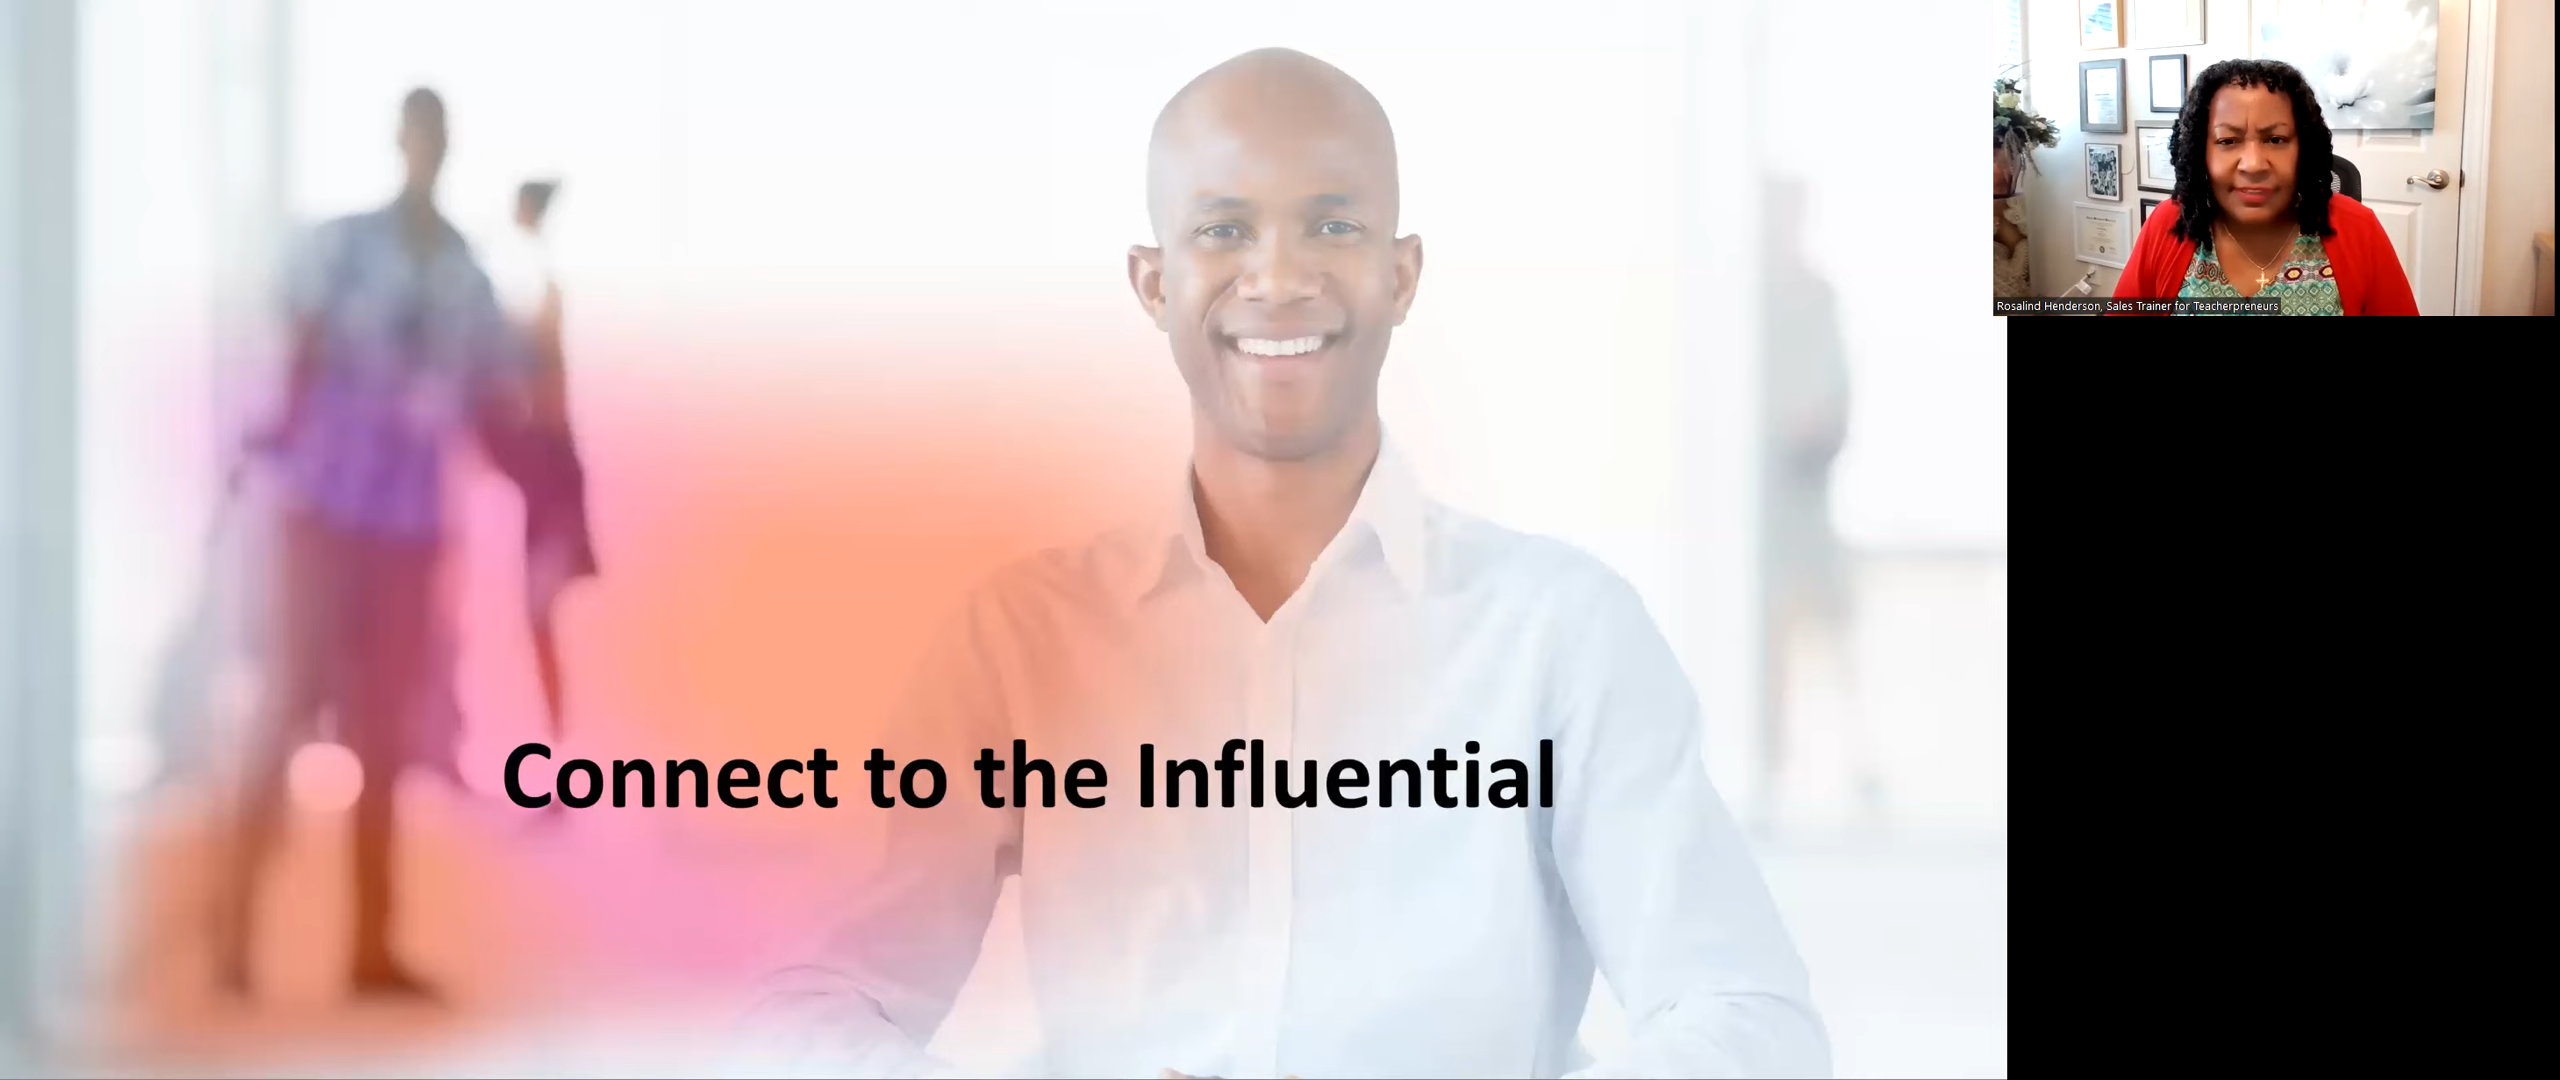 Connect to the Influential
Rosalind Henderson, Sales Trainer for Teacherpreneurs